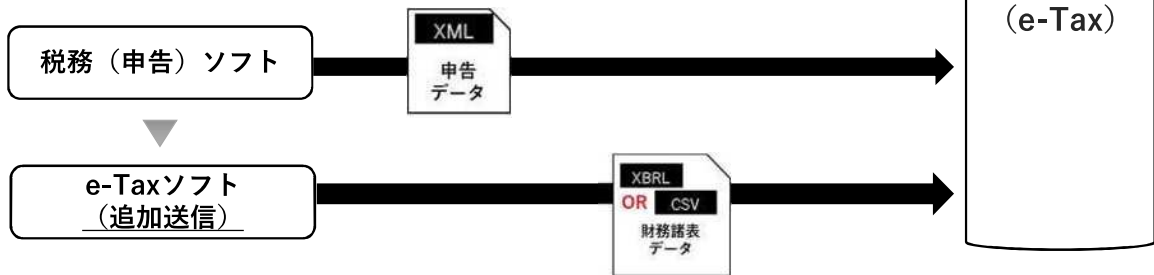 (e-Tax)
税務（申告）ソフト
XML
申告
データ
e-Taxソフト
（追加送信）
XBRL
OR CSV
財務諸表
データ